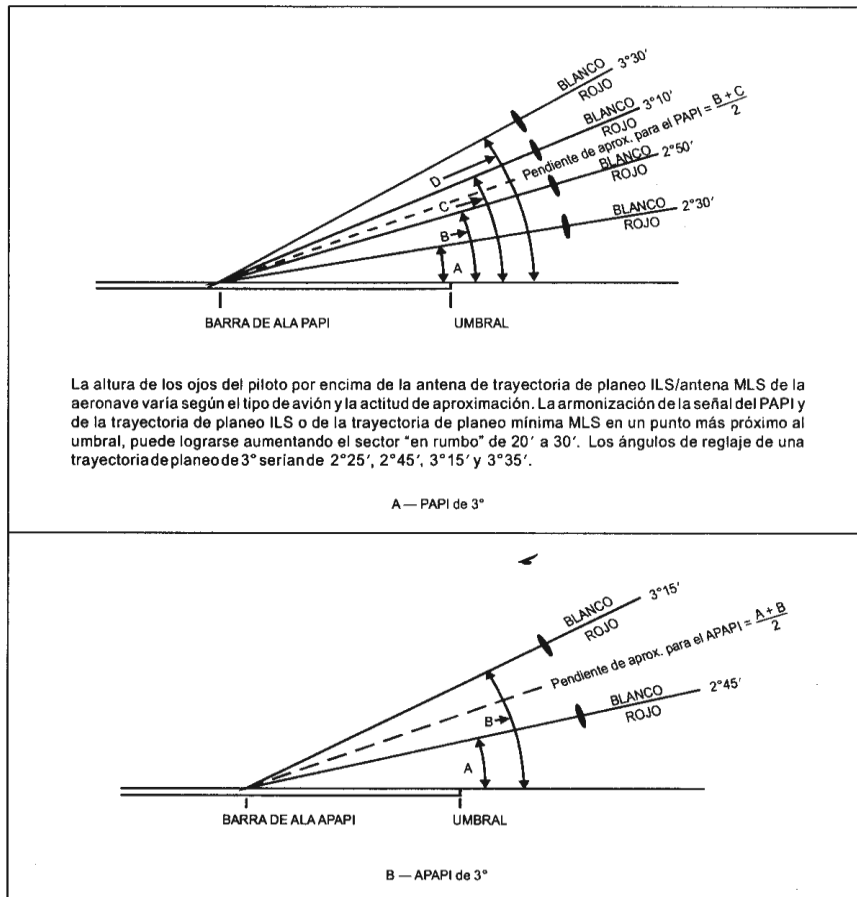 BLANCO 3°30′
ROJO
BLANCO 3°10′
ROJO
Pendiente de aprox. para el PAPI = B + C
2
BLANCO 2°50′
ROJO
BLANCO 2°30′
ROJO
D
C
B
A
BARRA DE ALA PAPI
UMBRAL
La altura de los ojos del piloto por encima de la antena de trayectoria de planeo ILS/antena MLS de la
aeronave varía según el tipo de avión y la actitud de aproximación. La armonización de la señal del PAPI y
de la trayectoria de planeo ILS o de la trayectoria de planeo mínima MLS en un punto más próximo al
umbral, puede lograrse aumentando el sector "en rumbo" de 20′ a 30′. Los ángulos de reglaje de una
trayectoria de planeo de 3° serían de 2°25′, 2°45′, 3°15′ y 3°35′.
A — PAPI de 3°
BLANCO 3°15′
ROJO
Pendiente de aprox. para el APAPI = A + B
2
BLANCO 2°45′
ROJO
B
A
BARRA DE ALA APAPI
UMBRAL
B — APAPI de 3°